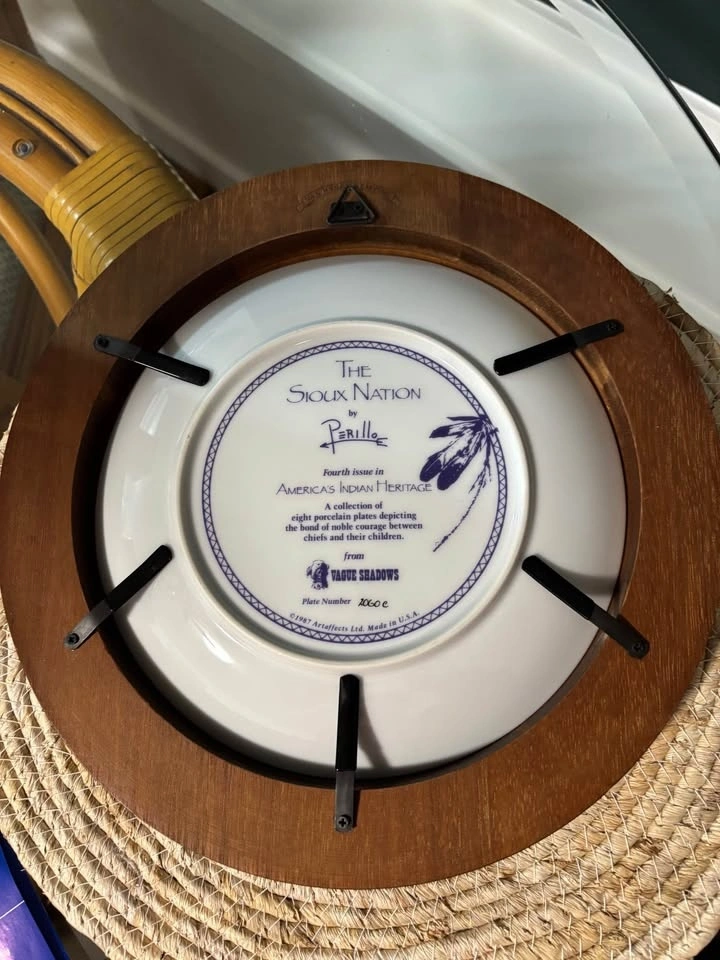 THE
SIOUX NATION
by
PERILLO
Fourth issue in
AMERICA'S INDIAN HERITAGE
A collection of
eight porcelain plates depicting
the bond of noble courage between
chiefs and their children.
from
VAGUE SHADOWS
Plate Number 2060 e
©1987 Artaffects Ltd. Made in U.S.A.